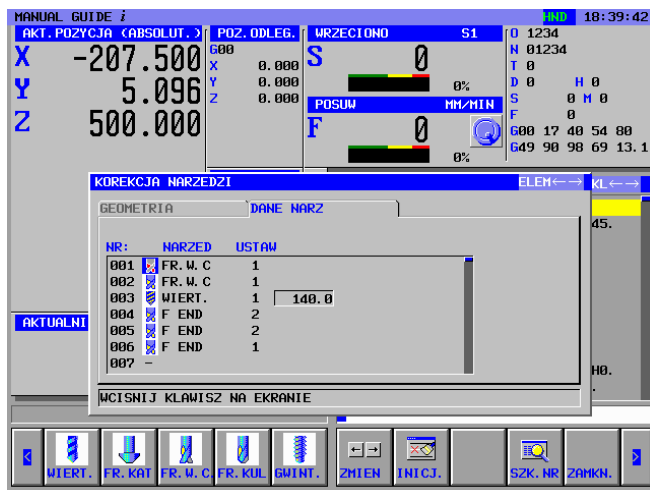 MANUAL GUIDE i HND 18:39:42
AKT.POZYCJA (ABSOLUT.) POZ.ODLEG. WRZECIONO S1 O 1234
X -207.500 G00 S 0 N 01234
X 0.000 T 0
Y 5.096 Y 0.000 0% D 0 H 0
Z 0.000 POSUW MM/MIN S 0 M 0
Z 500.000 F 0 F 0
G00 17 40 54 80
0% G49 90 98 69 13.1
KOREKCJA NARZEDZI ELEM←→ KL←→
GEOMETRIA DANE NARZ 45.
NR: NARZED USTAW
001 FR.W.C 1
002 FR.W.C 1
003 WIERT. 1 140.0
004 F END 2
AKTUALNI
005 F END 2
006 F END 1
007 - H0.
WCISNIJ KLAWISZ NA EKRANIE
WIERT. FR.KAT FR.W.C. FR.KUL GWINT. ZMIEN INICJ. SZK.NR ZAMKN.